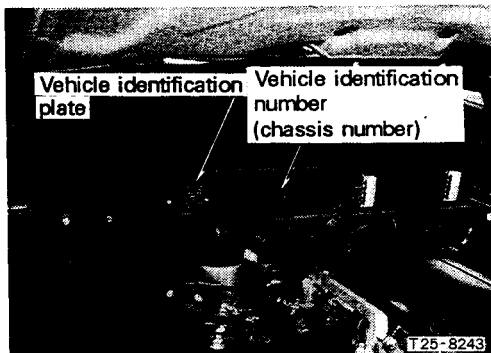 Vehicle identification
plate
Vehicle identification
number
(chassis number)
T25-8243